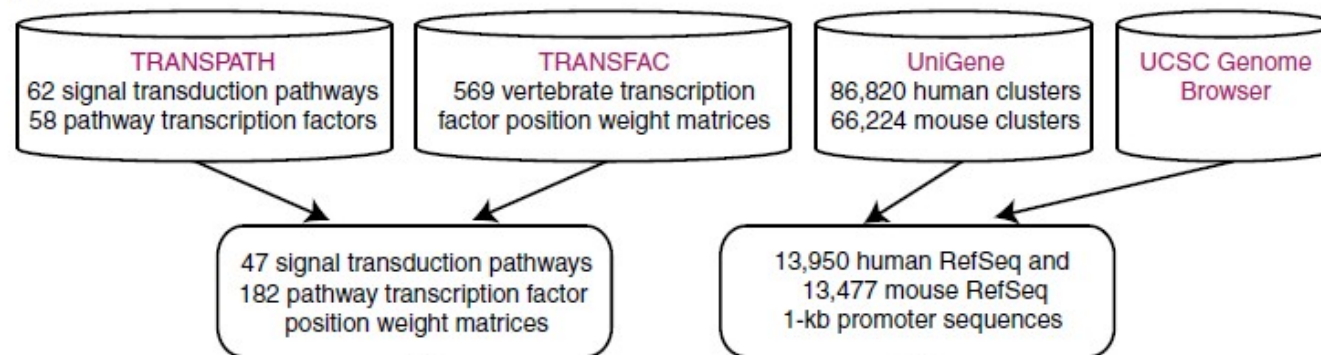 TRANSPATH
62 signal transduction pathways
58 pathway transcription factors
TRANSFAC
569 vertebrate transcription
factor position weight matrices
UniGene
86,820 human clusters
66,224 mouse clusters
UCSC Genome
Browser
47 signal transduction pathways
182 pathway transcription factor
position weight matrices
13,950 human RefSeq and
13,477 mouse RefSeq
1-kb promoter sequences